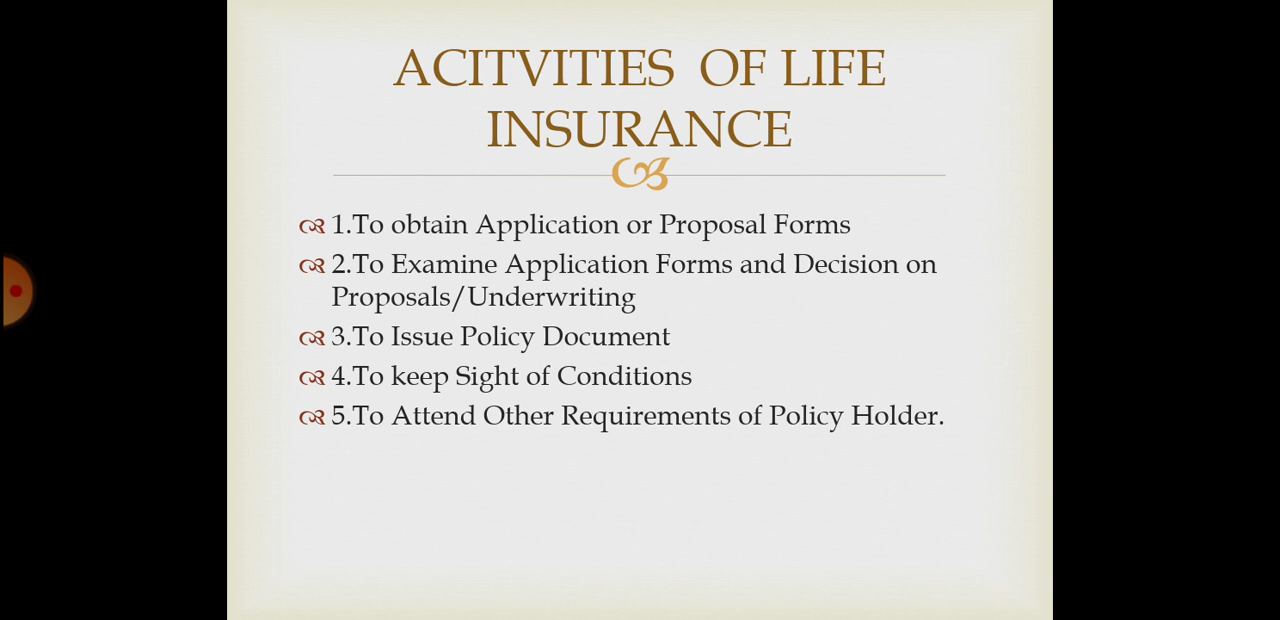 ACITVITIES OF LIFE
INSURANCE
1.To obtain Application or Proposal Forms
2.To Examine Application Forms and Decision on
Proposals/Underwriting
3.To Issue Policy Document
4.To keep Sight of Conditions
5.To Attend Other Requirements of Policy Holder.